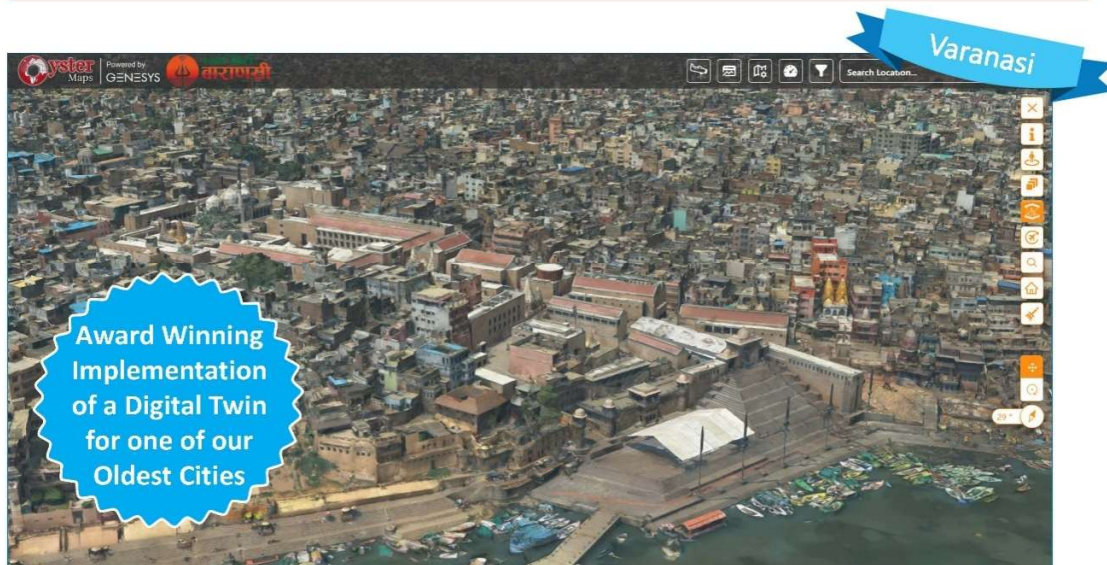 Varanasi
Oyster
Maps
Powered by
GENESYS
वाराणसी
Search Location...
29 °
Award Winning
Implementation
of a Digital Twin
for one of our
Oldest Cities